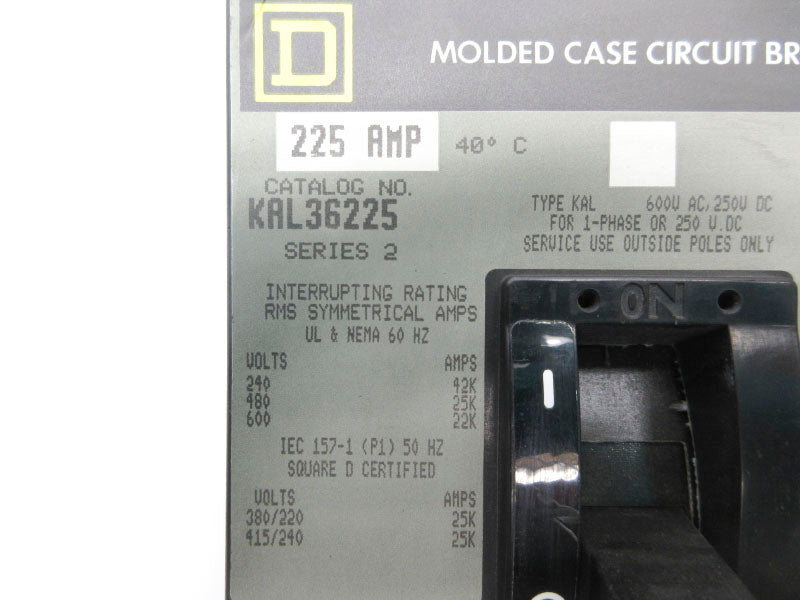 D
MOLDED CASE CIRCUIT BR
225 AMP 40° C
CATALOG NO.
KAL36225
SERIES 2
TYPE KAL 600V AC, 250V DC
FOR 1-PHASE OR 250 V.DC
SERVICE USE OUTSIDE POLES ONLY
INTERRUPTING RATING
RMS SYMMETRICAL AMPS
UL & NEMA 60 HZ
VOLTS AMPS
240 42K
480 25K
600 22K
IEC 157-1 (P1) 50 HZ
SQUARE D CERTIFIED
VOLTS AMPS
380/220 25K
415/240 25K
ON
I